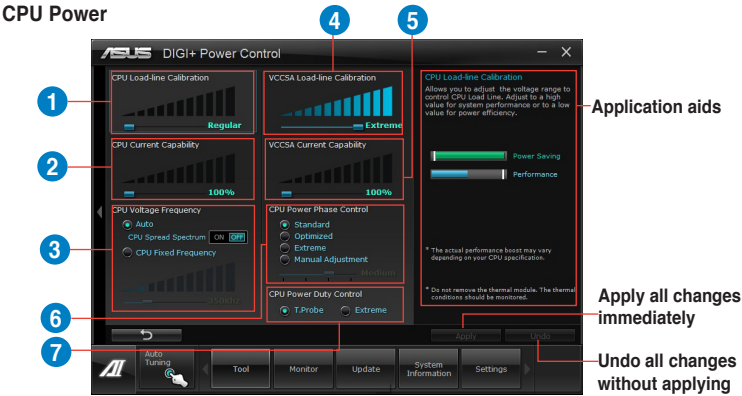 CPU Power
4
5
ASUS DIGI+ Power Control
1
CPU Load-line Calibration
Regular
VCCSA Load-line Calibration
Extreme
CPU Load-line Calibration
Allows you to adjust the voltage range to
control CPU Load Line. Adjust to a high
value for system performance or to a low
value for power efficiency.
Application aids
2
CPU Current Capability
100%
VCCSA Current Capability
100%
Power Saving
Performance
3
CPU Voltage Frequency
Auto
CPU Spread Spectrum ON OFF
CPU Fixed Frequency
350kHz
CPU Power Phase Control
Standard
Optimized
Extreme
Manual Adjustment
Medium
* The actual performance boost may vary
depending on your CPU specification.
* Do not remove the thermal module. The thermal
conditions should be monitored.
6
CPU Power Duty Control
T.Probe Extreme
7
Apply Undo
Apply all changes
immediately
Auto
Tuning
Tool
Monitor
Update
System
Information
Settings
Undo all changes
without applying